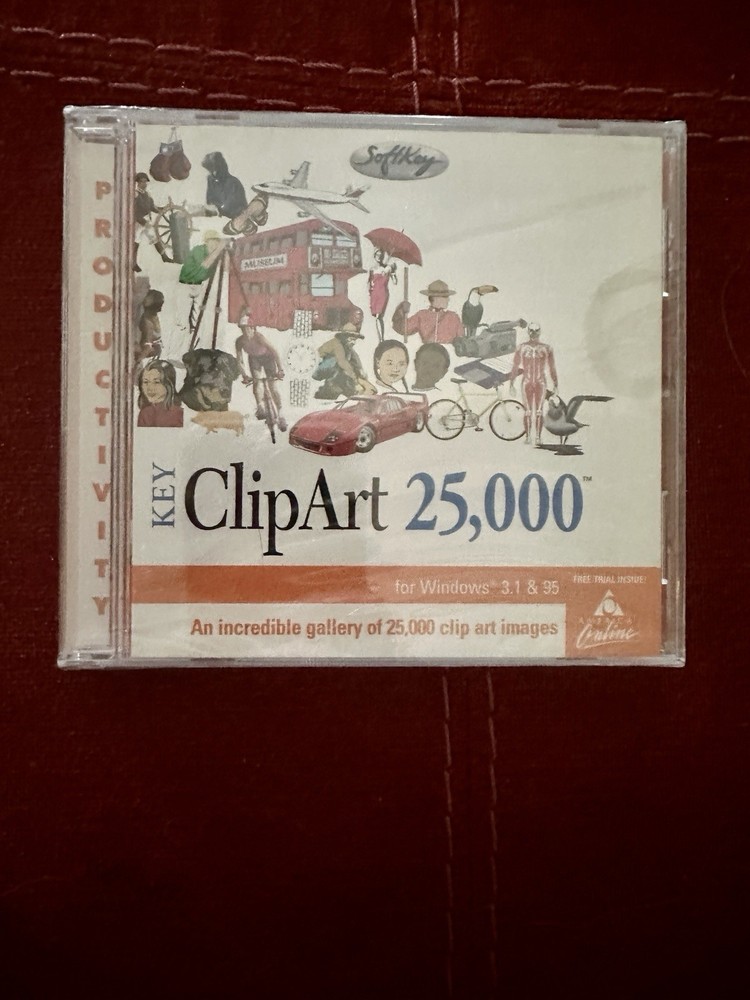 PRODUCTIVITY
SoftKey
MUSEUM
KEY
ClipArt 25,000™
for Windows® 3.1 & 95
FREE TRIAL INSIDE!
AMERICA
Online
An incredible gallery of 25,000 clip art images